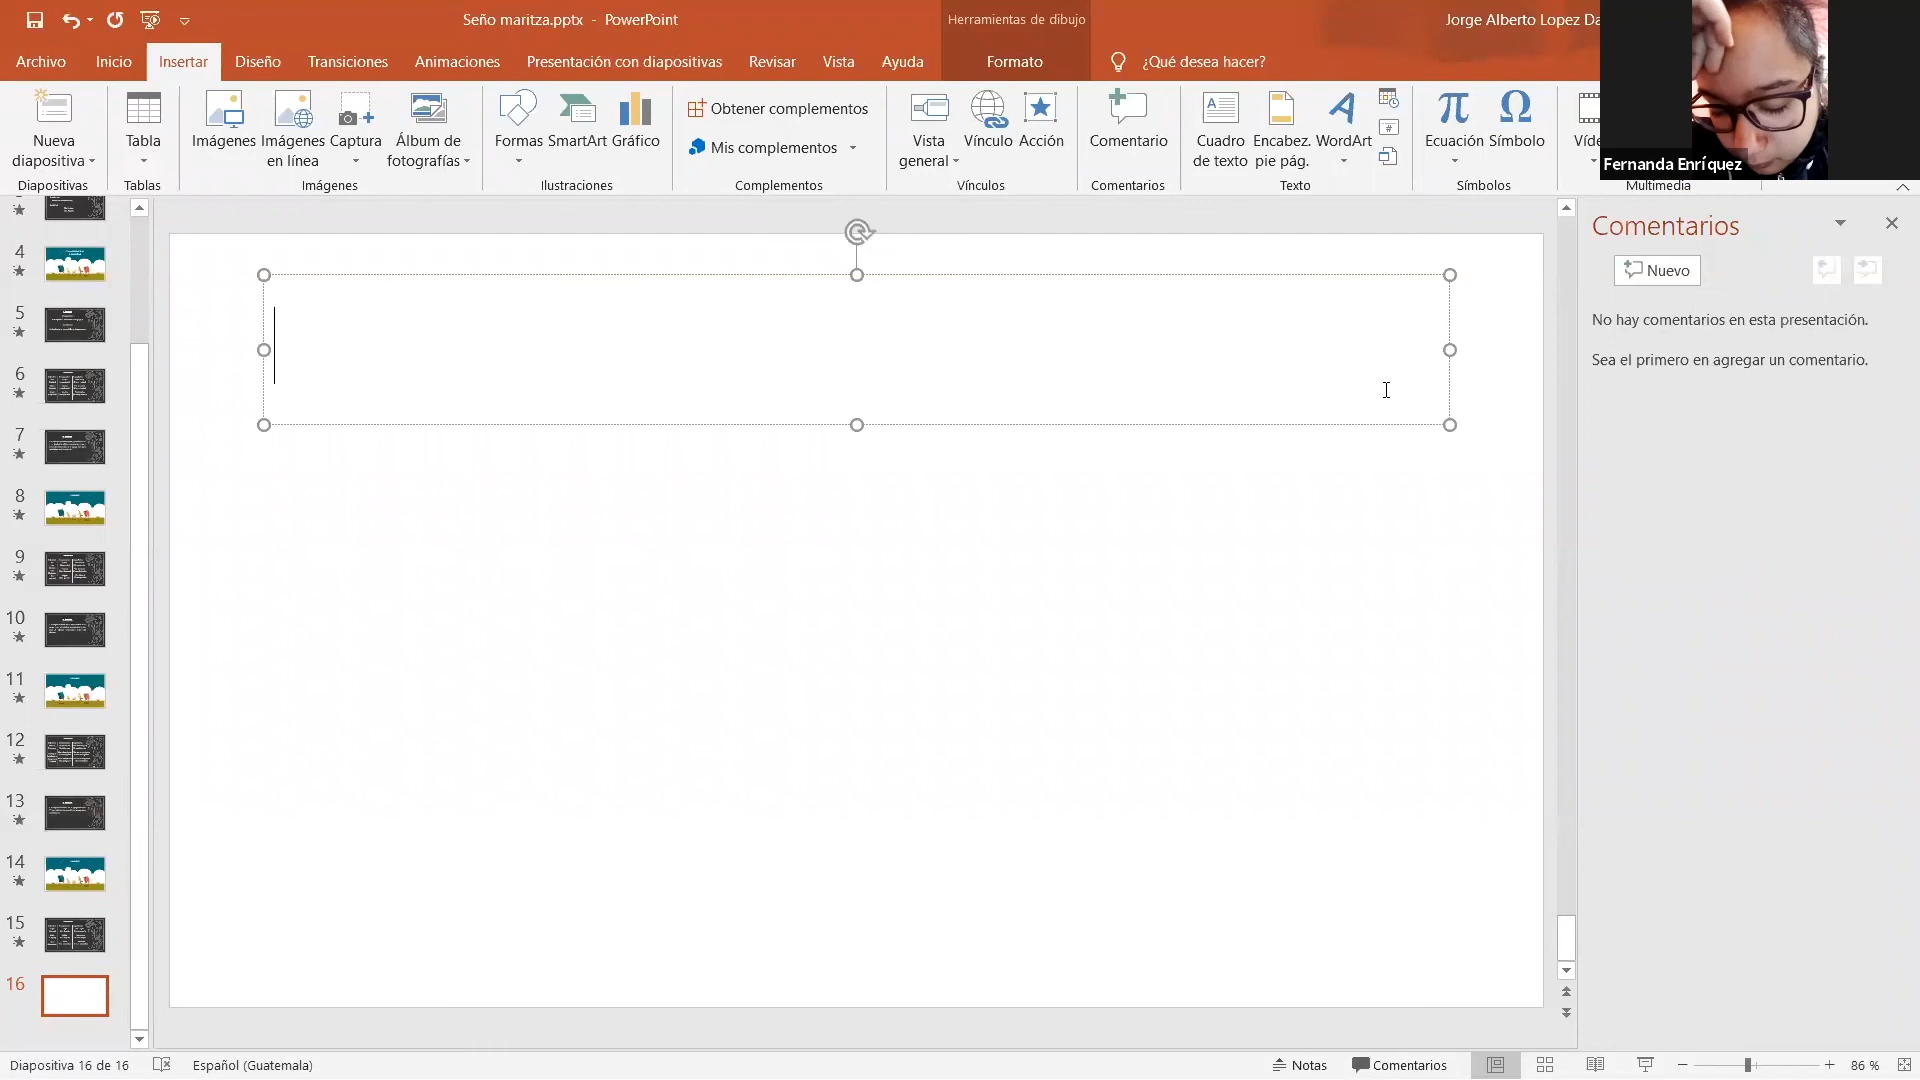 Seño maritza.pptx - PowerPoint
Herramientas de dibujo
Jorge Alberto Lopez Da
Archivo Inicio Insertar Diseño Transiciones Animaciones Presentación con diapositivas Revisar Vista Ayuda Formato ¿Qué desea hacer?
Nueva diapositiva
Diapositivas
Tabla
Tablas
Imágenes
Imágenes en línea
Captura
Álbum de fotografías
Imágenes
Formas
SmartArt
Gráfico
Ilustraciones
Obtener complementos
Mis complementos
Complementos
Vista general
Vínculo
Acción
Vínculos
Comentario
Comentarios
Cuadro de texto
Encabez. pie pág.
WordArt
Texto
Ecuación
Símbolo
Símbolos
Víde
Multimedia
Fernanda Enríquez
4
5
6
7
8
9
10
11
12
13
14
15
16
Comentarios
Nuevo
No hay comentarios en esta presentación.
Sea el primero en agregar un comentario.
Diapositiva 16 de 16
Español (Guatemala)
Notas
Comentarios
86 %